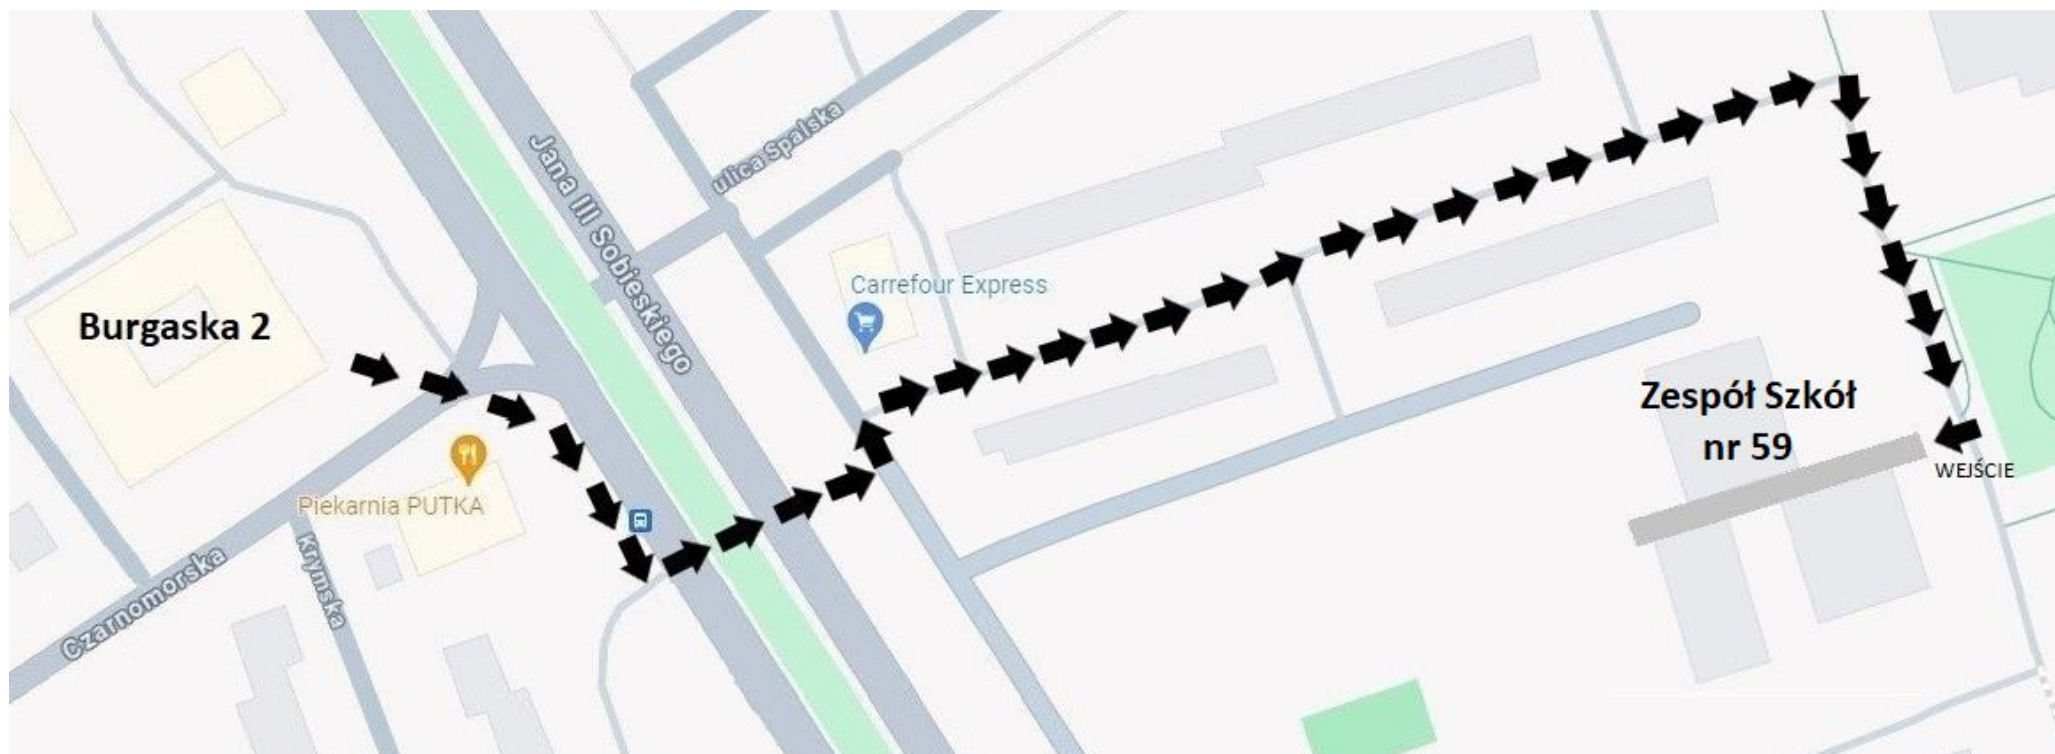 ulica Spalska
Jana III Sobieskiego
Carrefour Express
Burgaska 2
Zespół Szkół
nr 59
WEJŚCIE
Piekarnia PUTKA
Krymska
Czarnomorska